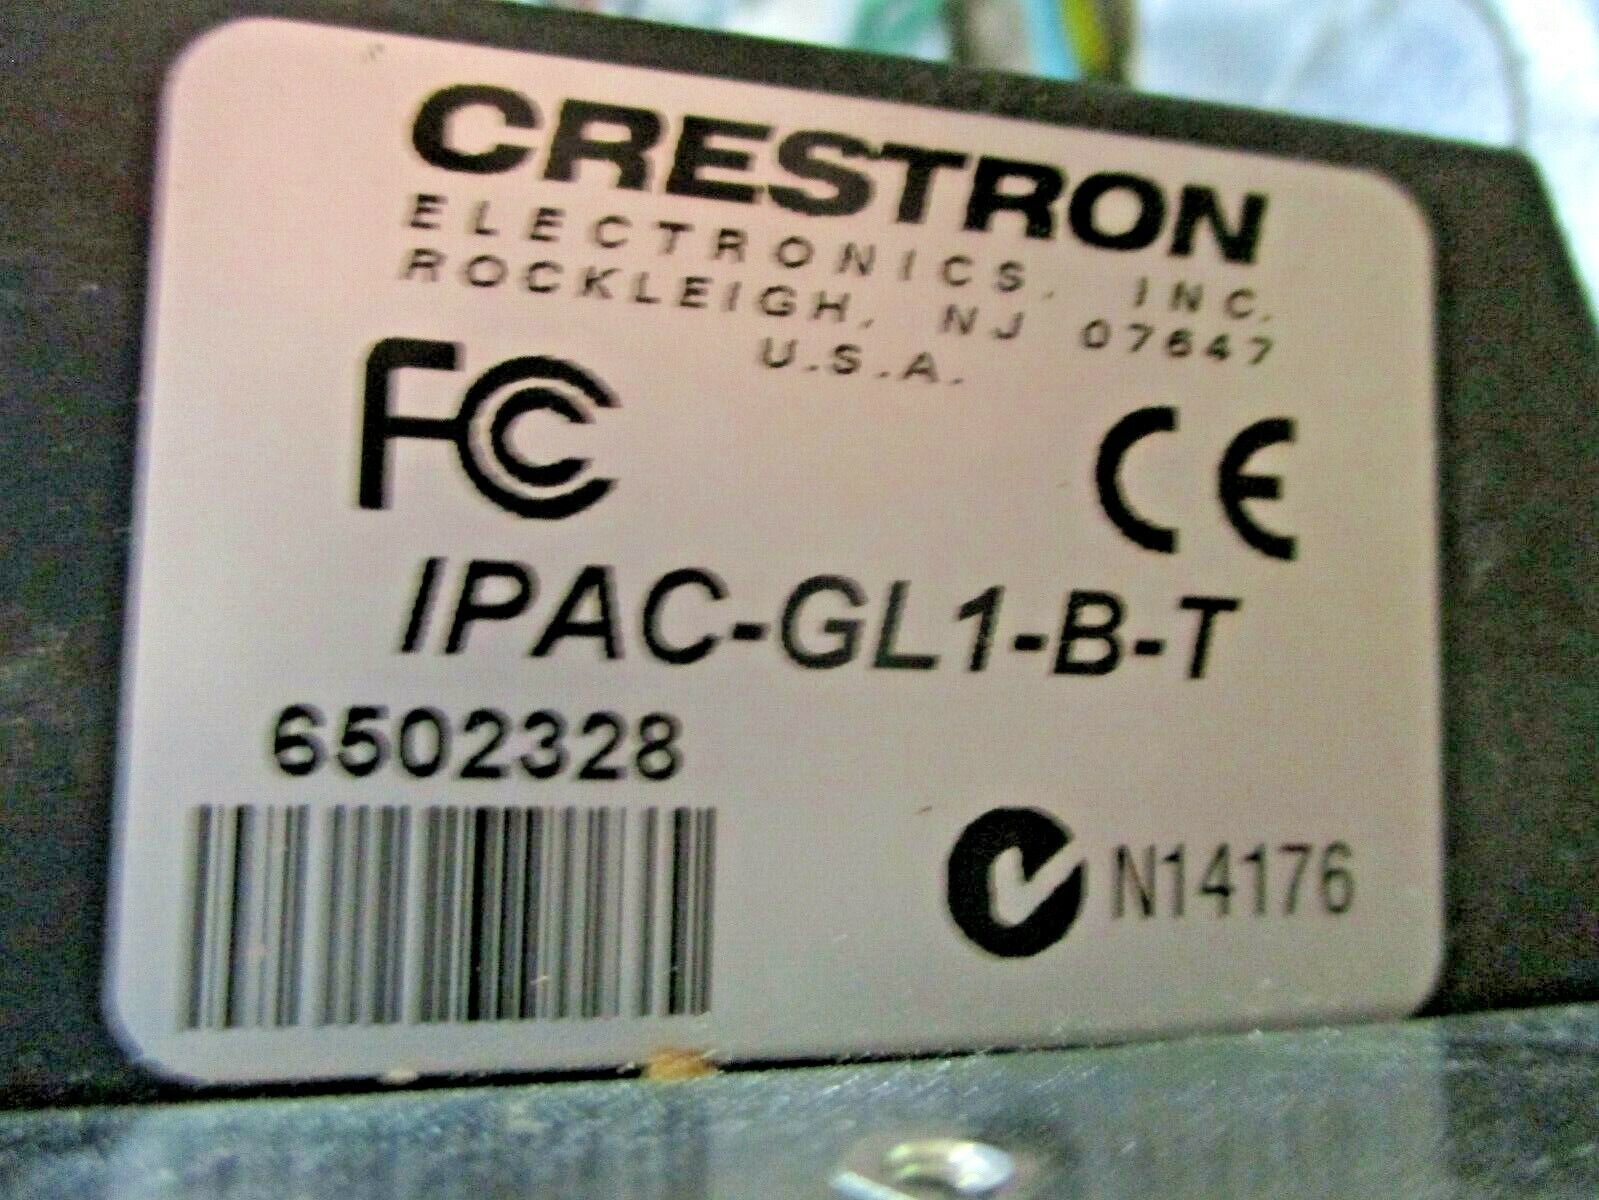 CRESTRON
ELECTRONICS, INC.
ROCKLEIGH, NJ 07647
U.S.A.
FC CE
IPAC-GL1-B-T
6502328
N14176